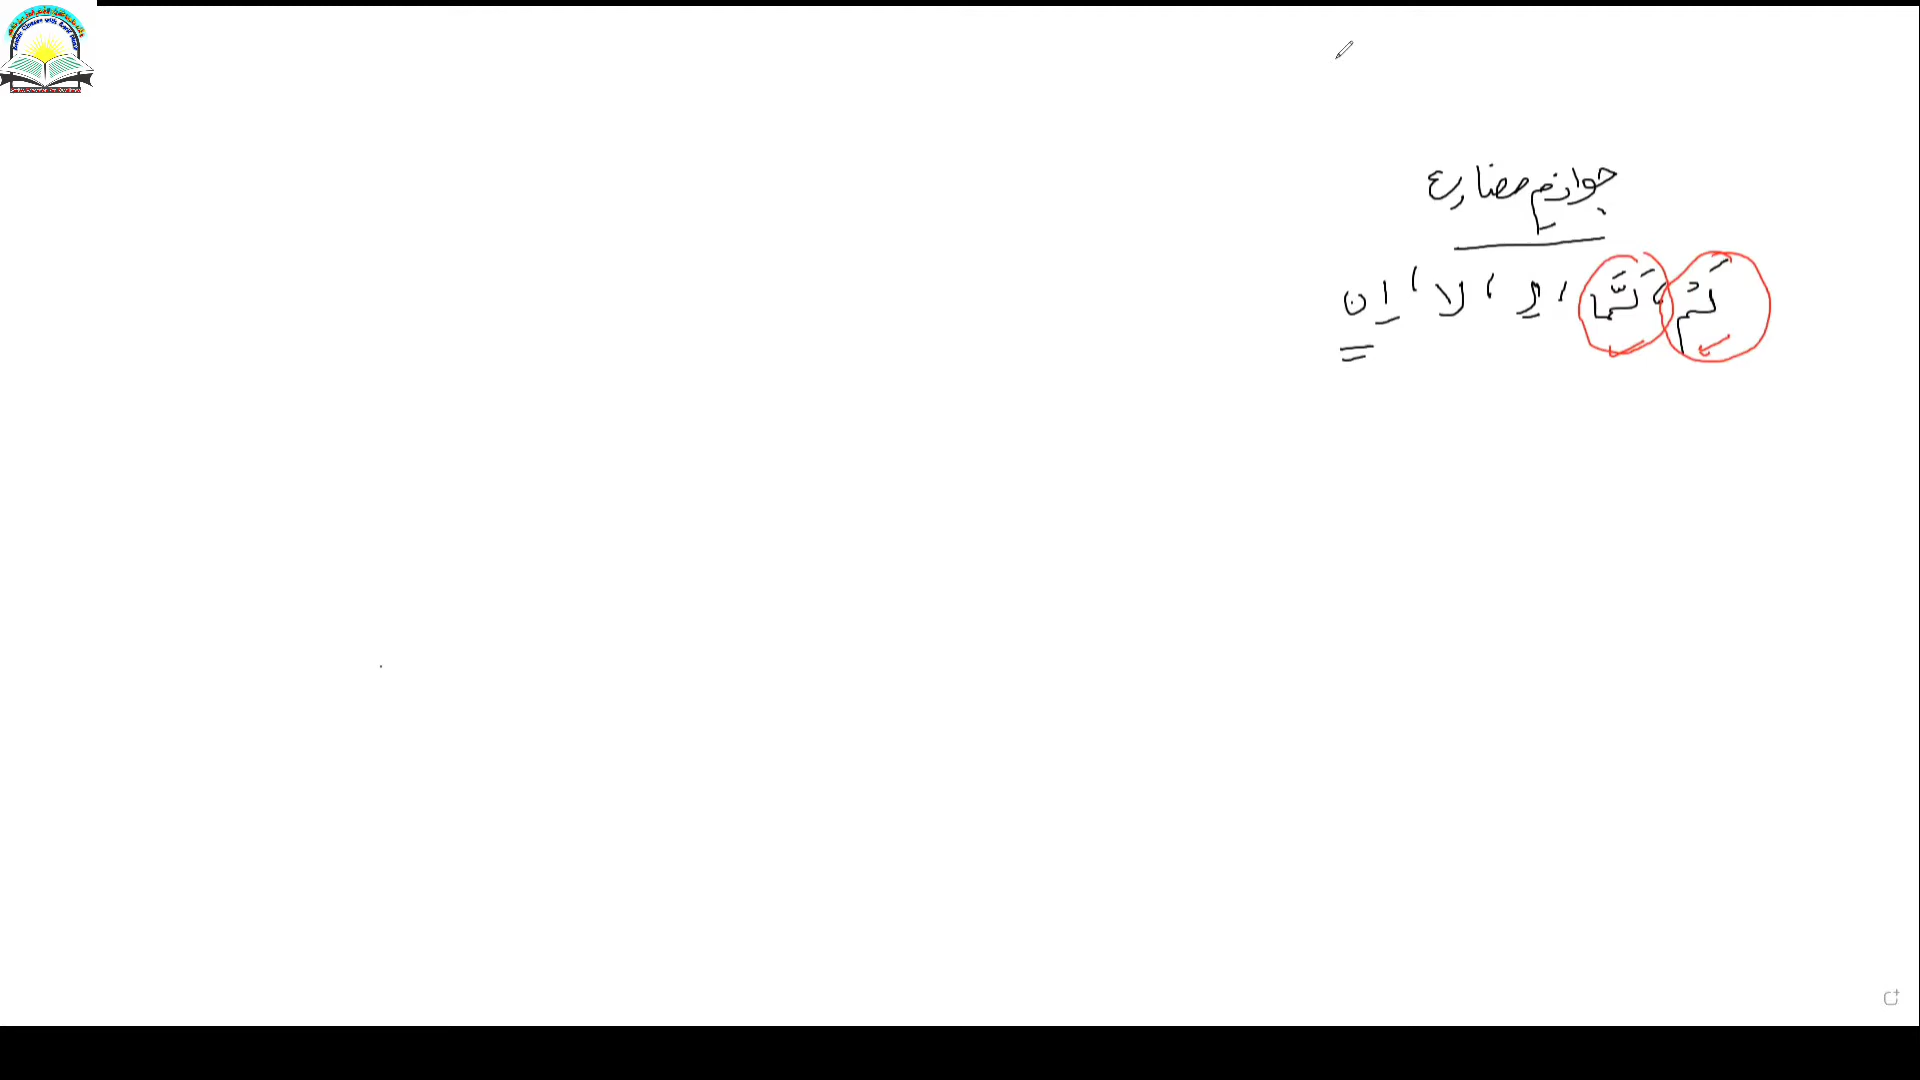 جوازم مضارع
لَمْ ، لَمَّا ، لِ ، لا ، اِن